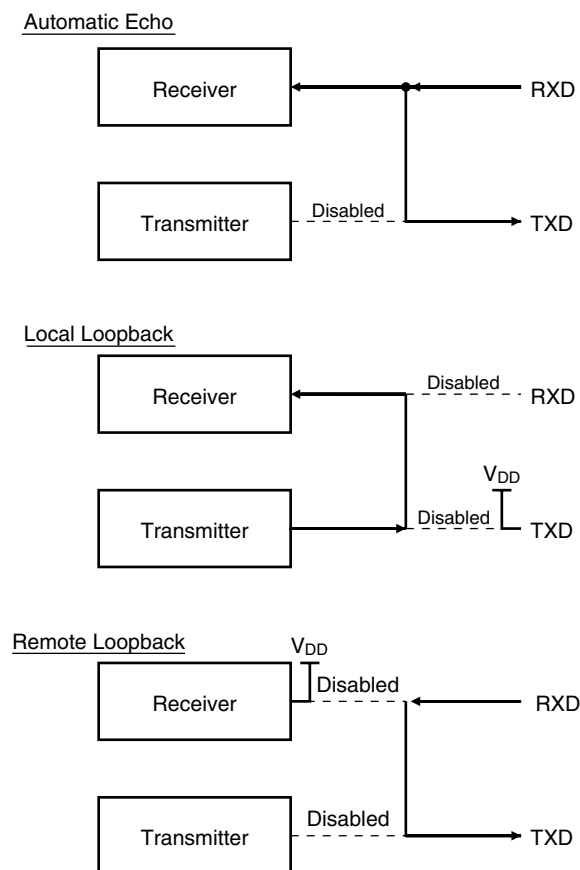 Automatic Echo
Receiver
RXD
Transmitter
Disabled
TXD
Local Loopback
Receiver
Disabled
RXD
VDD
Transmitter
Disabled
TXD
Remote Loopback
VDD
Receiver
Disabled
RXD
Transmitter
Disabled
TXD